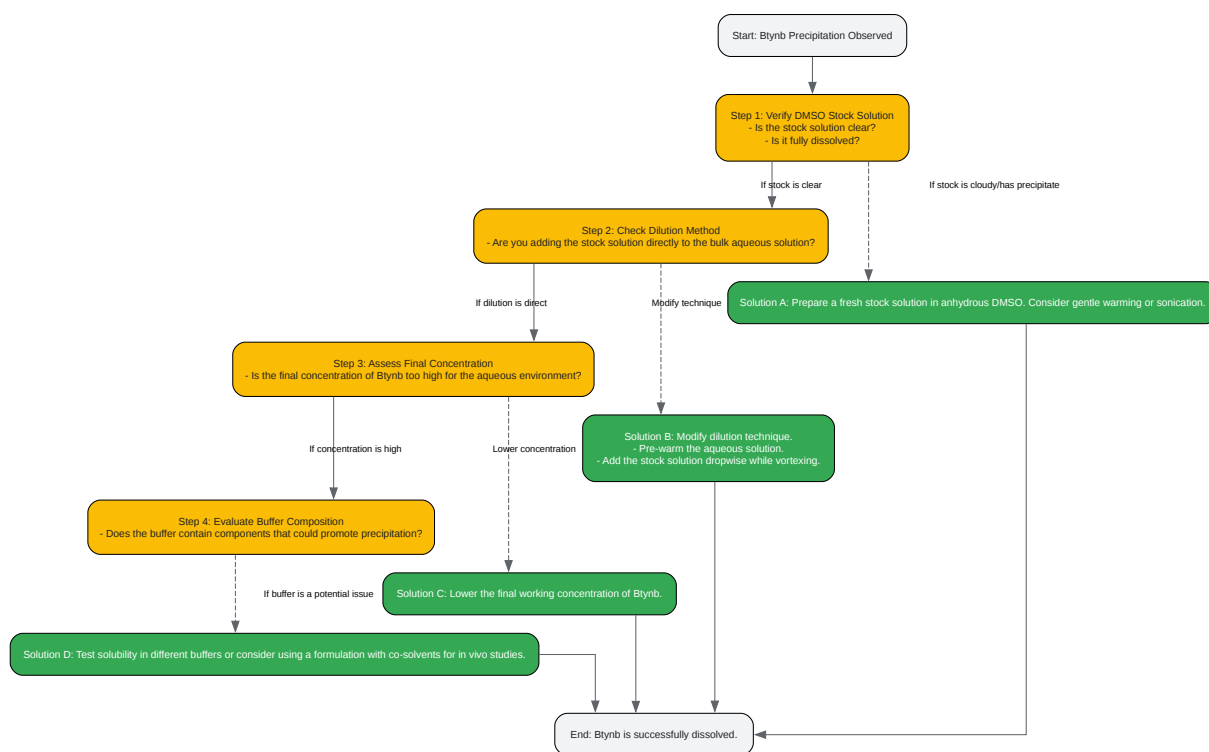 Start: Btynb Precipitation Observed
Step 1: Verify DMSO Stock Solution
- Is the stock solution clear?
- Is it fully dissolved?
If stock is clear
If stock is cloudy/has precipitate
Step 2: Check Dilution Method
- Are you adding the stock solution directly to the bulk aqueous solution?
If dilution is direct
Modify technique
Solution A: Prepare a fresh stock solution in anhydrous DMSO. Consider gentle warming or sonication.
Step 3: Assess Final Concentration
- Is the final concentration of Btynb too high for the aqueous environment?
If concentration is high
Lower concentration
Solution B: Modify dilution technique.
- Pre-warm the aqueous solution.
- Add the stock solution dropwise while vortexing.
Step 4: Evaluate Buffer Composition
- Does the buffer contain components that could promote precipitation?
If buffer is a potential issue
Solution C: Lower the final working concentration of Btynb.
Solution D: Test solubility in different buffers or consider using a formulation with co-solvents for in vivo studies.
End: Btynb is successfully dissolved.